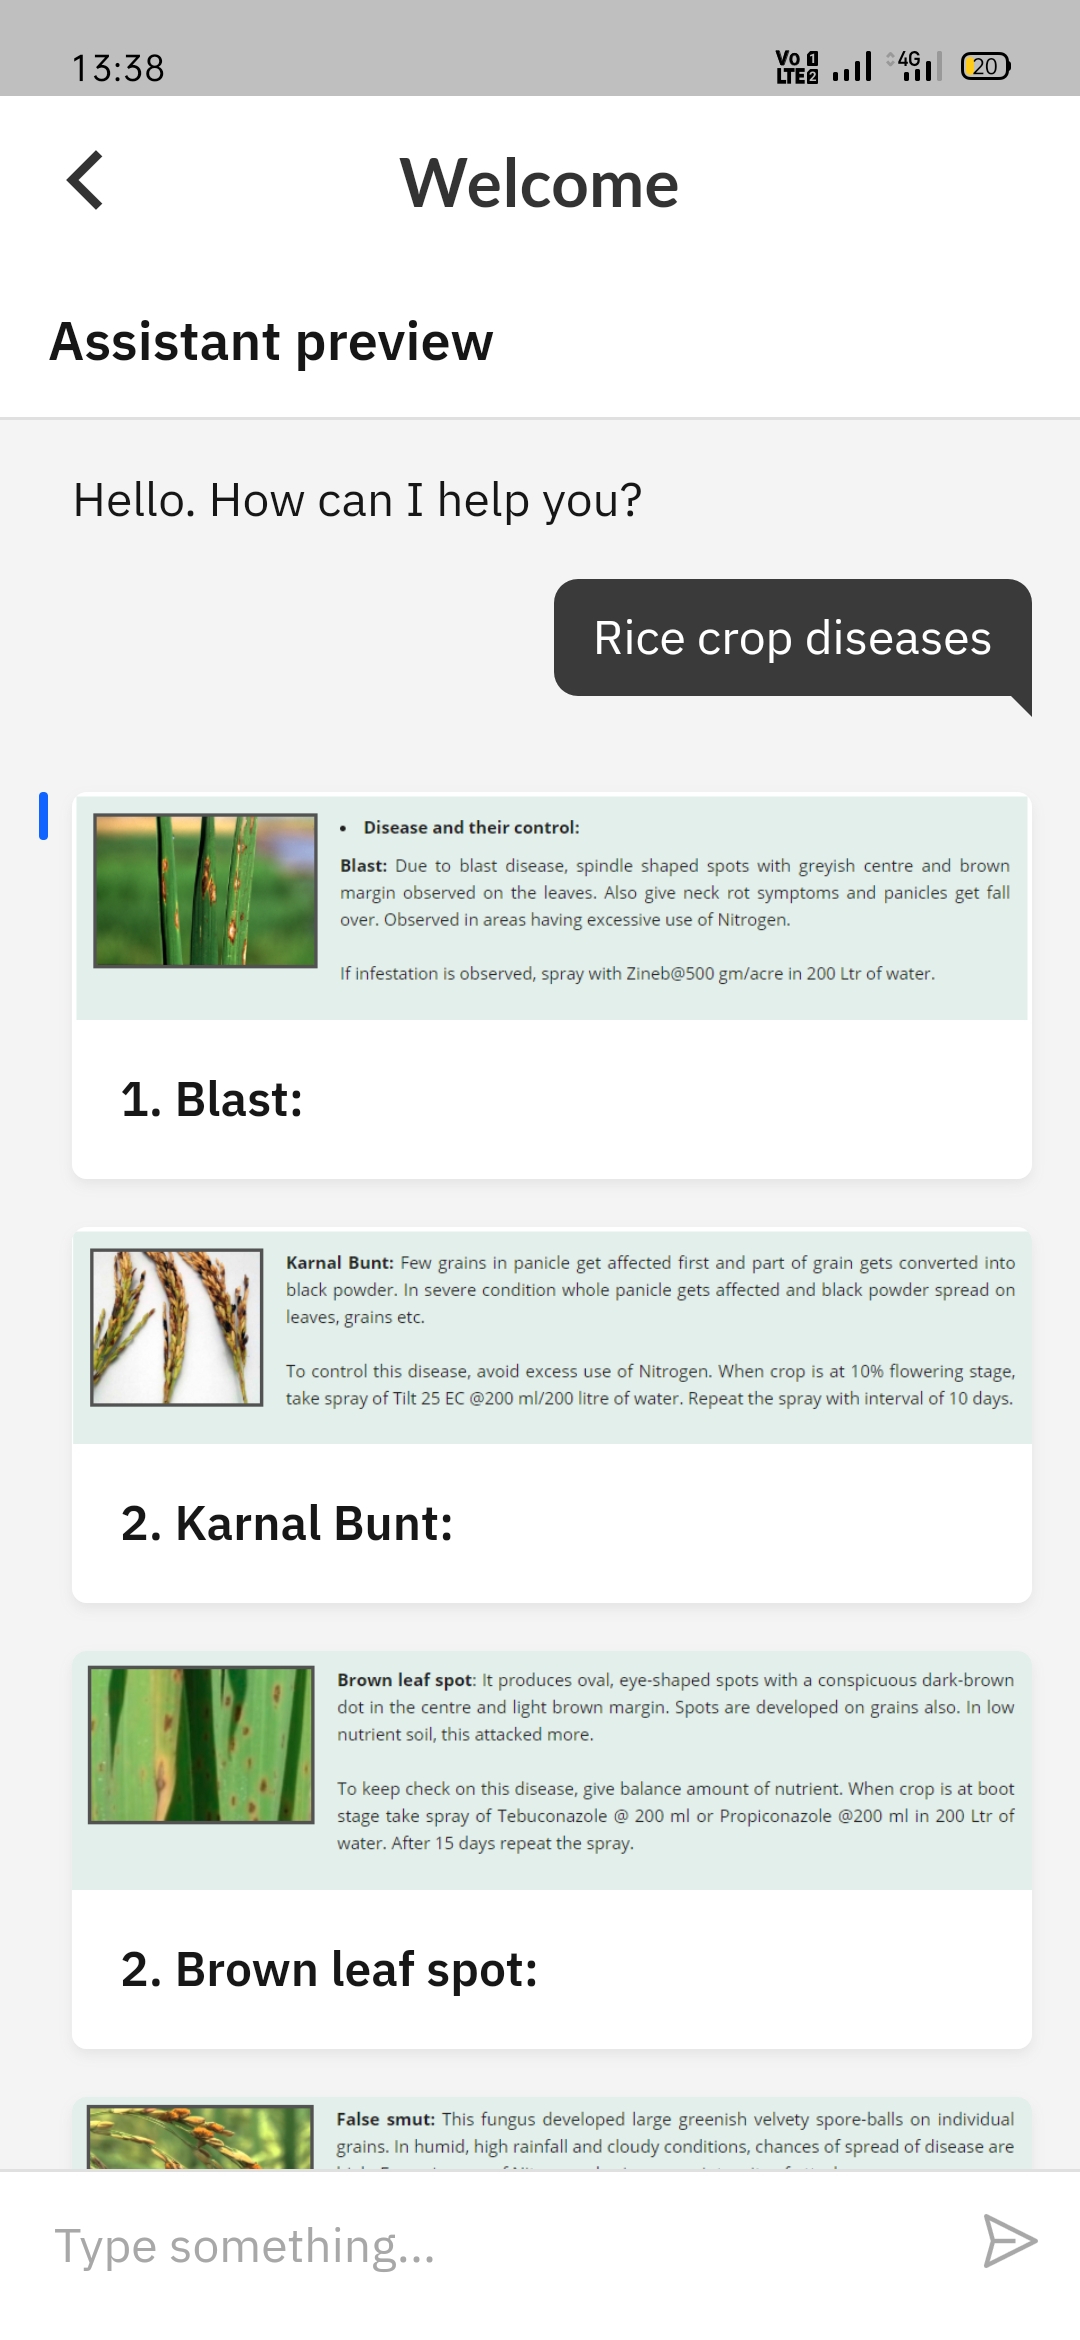 13:38
Vo 1
LTE 2
4G
20
Welcome
Assistant preview
Hello. How can I help you?
Rice crop diseases
• Disease and their control:
Blast: Due to blast disease, spindle shaped spots with greyish centre and brown
margin observed on the leaves. Also give neck rot symptoms and panicles get fall
over. Observed in areas having excessive use of Nitrogen.
If infestation is observed, spray with Zineb@500 gm/acre in 200 Ltr of water.
1. Blast:
Karnal Bunt: Few grains in panicle get affected first and part of grain gets converted into
black powder. In severe condition whole panicle gets affected and black powder spread on
leaves, grains etc.
To control this disease, avoid excess use of Nitrogen. When crop is at 10% flowering stage,
take spray of Tilt 25 EC @200 ml/200 litre of water. Repeat the spray with interval of 10 days.
2. Karnal Bunt:
Brown leaf spot: It produces oval, eye-shaped spots with a conspicuous dark-brown
dot in the centre and light brown margin. Spots are developed on grains also. In low
nutrient soil, this attacked more.
To keep check on this disease, give balance amount of nutrient. When crop is at boot
stage take spray of Tebuconazole @ 200 ml or Propiconazole @200 ml in 200 Ltr of
water. After 15 days repeat the spray.
2. Brown leaf spot:
False smut: This fungus developed large greenish velvety spore-balls on individual
grains. In humid, high rainfall and cloudy conditions, chances of spread of disease are
Type something...